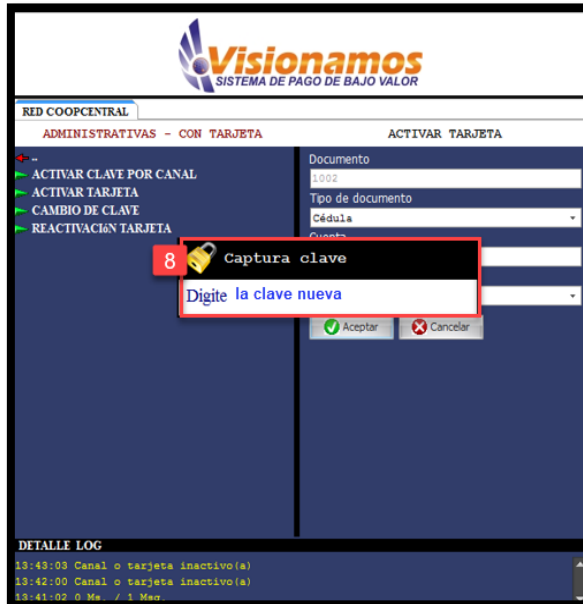 Visionamos
SISTEMA DE PAGO DE BAJO VALOR
RED COOPCENTRAL
ADMINISTRATIVAS - CON TARJETA
ACTIVAR TARJETA
..
ACTIVAR CLAVE POR CANAL
ACTIVAR TARJETA
CAMBIO DE CLAVE
REACTIVACIóN TARJETA
Documento
1002
Tipo de documento
Cédula
Cuenta
8
Captura clave
Digite la clave nueva
Aceptar
Cancelar
DETALLE LOG
13:43:03 Canal o tarjeta inactivo(a)
13:42:00 Canal o tarjeta inactivo(a)
13:41:02 0 Ms. / 1 Msg.